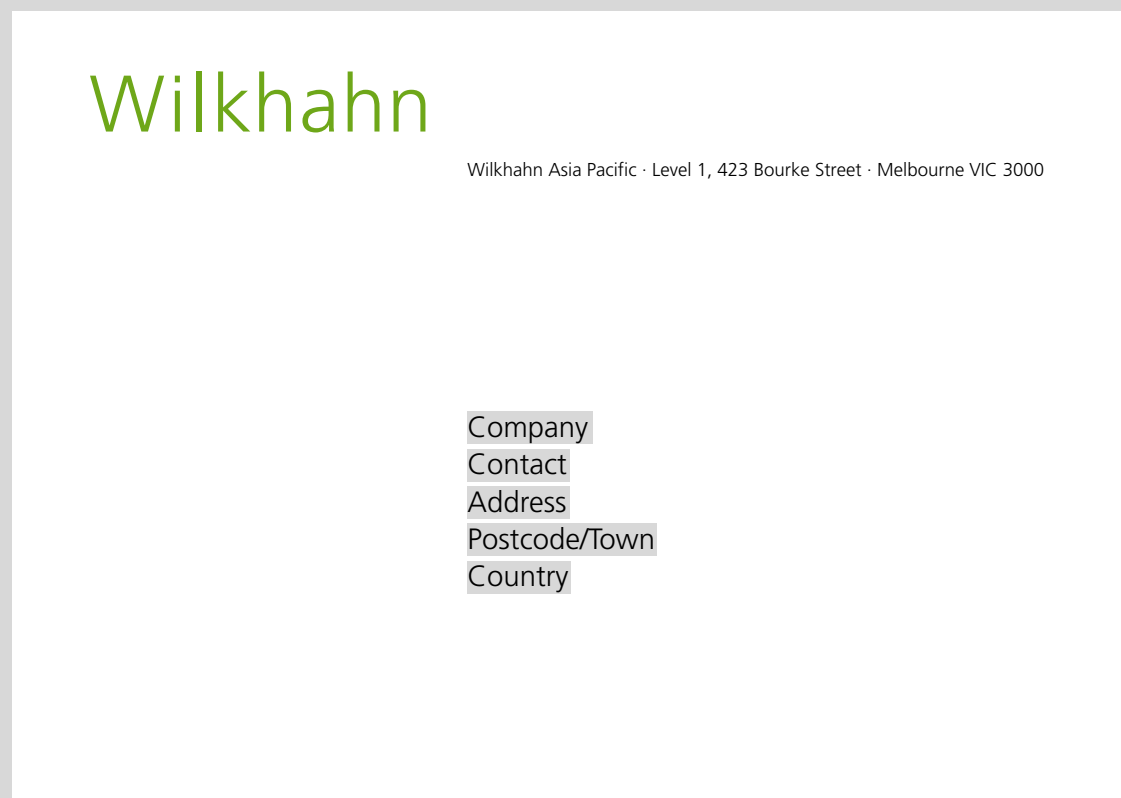 Wilkhahn
Wilkhahn Asia Pacific · Level 1, 423 Bourke Street · Melbourne VIC 3000
Company
Contact
Address
Postcode/Town
Country